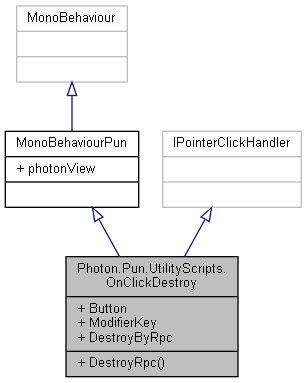 MonoBehaviour
MonoBehaviourPun
+ photonView
IPointerClickHandler
Photon.Pun.UtilityScripts.
OnClickDestroy
+ Button
+ ModifierKey
+ DestroyByRpc
+ DestroyRpc()